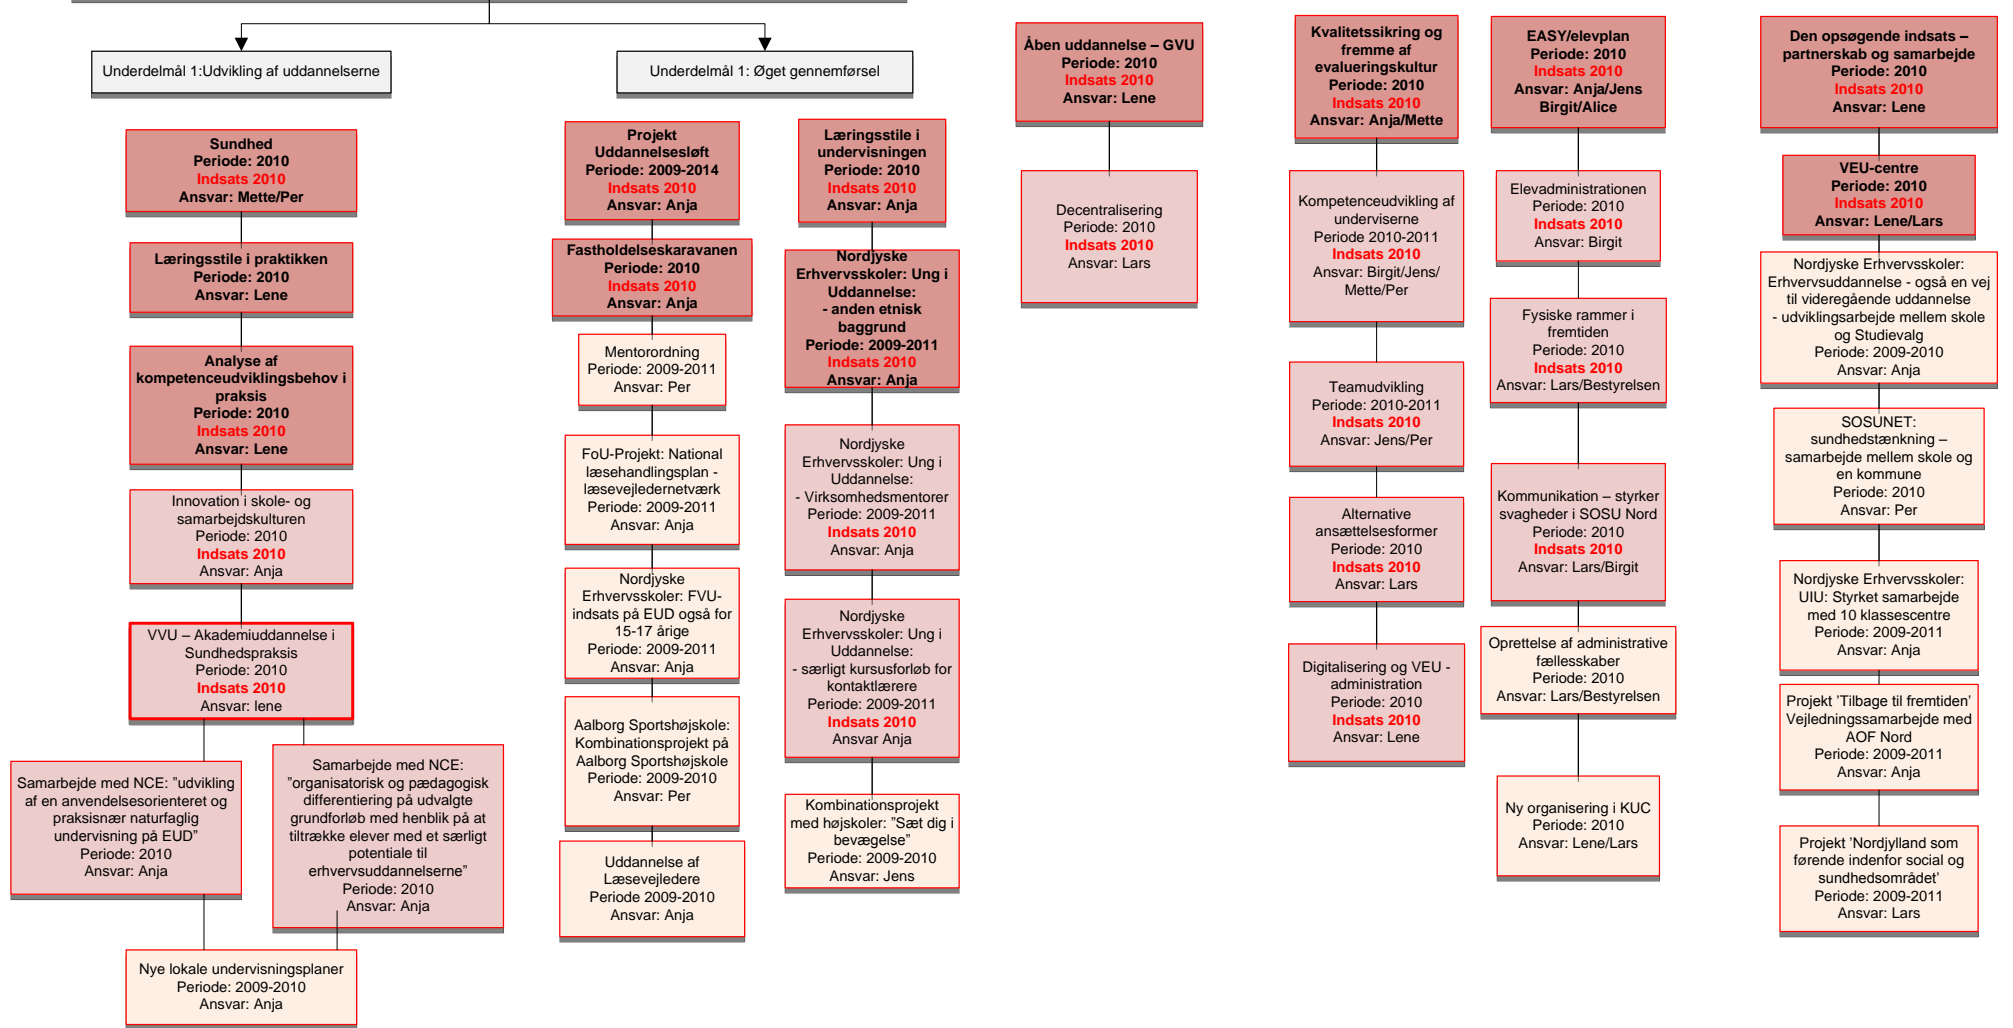 Underdelmål 1:Udvikling af uddannelserne
Underdelmål 1: Øget gennemførsel
Sundhed
Periode: 2010
Indsats 2010
Ansvar: Mette/Per
Læringsstile i praktikken
Periode: 2010
Ansvar: Lene
Analyse af
kompetenceudviklingsbehov i
praksis
Periode: 2010
Indsats 2010
Ansvar: Lene
Innovation i skole- og
samarbejdskulturen
Periode: 2010
Indsats 2010
Ansvar: Anja
VVU – Akademiuddannelse i
Sundhedspraksis
Periode: 2010
Indsats 2010
Ansvar: lene
Samarbejde med NCE: ”udvikling
af en anvendelsesorienteret og
praksisnær naturfaglig
undervisning på EUD”
Periode: 2010
Ansvar: Anja
Samarbejde med NCE:
”organisatorisk og pædagogisk
differentiering på udvalgte
grundforløb med henblik på at
tiltrække elever med et særligt
potentiale til
erhvervsuddannelserne”
Periode: 2010
Ansvar: Anja
Nye lokale undervisningsplaner
Periode: 2009-2010
Ansvar: Anja
Projekt
Uddannelsesløft
Periode: 2009-2014
Indsats 2010
Ansvar: Anja
Fastholdelseskaravanen
Periode: 2010
Indsats 2010
Ansvar: Anja
Mentorordning
Periode: 2009-2011
Ansvar: Per
FoU-Projekt: National
læsehandlingsplan -
læsevejledernetværk
Periode: 2009-2011
Ansvar: Anja
Nordjyske
Erhvervsskoler: FVU-
indsats på EUD også for
15-17 årige
Periode: 2009-2011
Ansvar: Anja
Aalborg Sportshøjskole:
Kombinationsprojekt på
Aalborg Sportshøjskole
Periode: 2009-2010
Ansvar: Per
Uddannelse af
Læsevejledere
Periode 2009-2010
Ansvar: Anja
Læringsstile i
undervisningen
Periode: 2010
Indsats 2010
Ansvar: Anja
Nordjyske
Erhvervsskoler: Ung i
Uddannelse:
- anden etnisk
baggrund
Periode: 2009-2011
Indsats 2010
Ansvar: Anja
Nordjyske
Erhvervsskoler: Ung i
Uddannelse:
- Virksomhedsmentorer
Periode: 2009-2011
Indsats 2010
Ansvar: Anja
Nordjyske
Erhvervsskoler: Ung i
Uddannelse:
- særligt kursusforløb for
kontaktlærere
Periode: 2009-2011
Indsats 2010
Ansvar Anja
Kombinationsprojekt
med højskoler: ”Sæt dig i
bevægelse”
Periode: 2009-2010
Ansvar: Jens
Åben uddannelse – GVU
Periode: 2010
Indsats 2010
Ansvar: Lene
Decentralisering
Periode: 2010
Indsats 2010
Ansvar: Lars
Kvalitetssikring og
fremme af
evalueringskultur
Periode: 2010
Indsats 2010
Ansvar: Anja/Mette
Kompetenceudvikling af
underviserne
Periode 2010-2011
Indsats 2010
Ansvar: Birgit/Jens/
Mette/Per
Teamudvikling
Periode: 2010-2011
Indsats 2010
Ansvar: Jens/Per
Alternative
ansættelsesformer
Periode: 2010
Indsats 2010
Ansvar: Lars
Digitalisering og VEU -
administration
Periode: 2010
Indsats 2010
Ansvar: Lene
EASY/elevplan
Periode: 2010
Indsats 2010
Ansvar: Anja/Jens
Birgit/Alice
Elevadministrationen
Periode: 2010
Indsats 2010
Ansvar: Birgit
Fysiske rammer i
fremtiden
Periode: 2010
Indsats 2010
Ansvar: Lars/Bestyrelsen
Kommunikation – styrker
svagheder i SOSU Nord
Periode: 2010
Indsats 2010
Ansvar: Lars/Birgit
Oprettelse af administrative
fællesskaber
Periode: 2010
Ansvar: Lars/Bestyrelsen
Ny organisering i KUC
Periode: 2010
Ansvar: Lene/Lars
Den opsøgende indsats –
partnerskab og samarbejde
Periode: 2010
Indsats 2010
Ansvar: Lene
VEU-centre
Periode: 2010
Indsats 2010
Ansvar: Lene/Lars
Nordjyske Erhvervsskoler:
Erhvervsuddannelse - også en vej
til videregående uddannelse
- udviklingsarbejde mellem skole
og Studievalg
Periode: 2009-2010
Ansvar: Anja
SOSUNET:
sundhedstænkning –
samarbejde mellem skole og
en kommune
Periode: 2010
Ansvar: Per
Nordjyske Erhvervsskoler:
UIU: Styrket samarbejde
med 10 klassescentre
Periode: 2009-2011
Ansvar: Anja
Projekt ’Tilbage til fremtiden’
Vejledningssamarbejde med
AOF Nord
Periode: 2009-2011
Ansvar: Anja
Projekt ’Nordjylland som
førende indenfor social og
sundhedsområdet’
Periode: 2009-2011
Ansvar: Lars